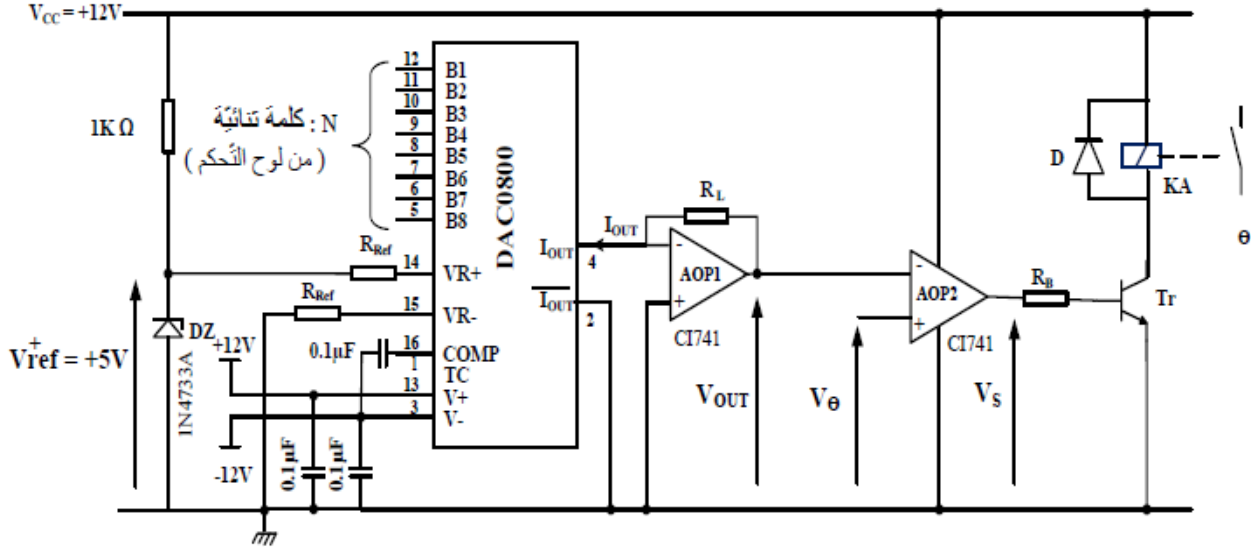 VCC = +12V
1KΩ
N : كلمة تنائيّة
( من لوح التّحكم )
12 B1
11 B2
10 B3
9 B4
8 B5
7 B6
6 B7
5 B8
DAC0800
RRef
14 VR+
RRef
15 VR-
16 COMP
1 TC
13 V+
3 V-
0.1µF
+12V
-12V
0.1µF
0.1µF
DZ
1N4733A
Vref+ = +5V
IOUT
4
IOUT
2
IOUT
RL
-
+
AOP1
CI741
VOUT
-
+
AOP2
CI741
Vθ
VS
RB
Tr
D
KA
θ